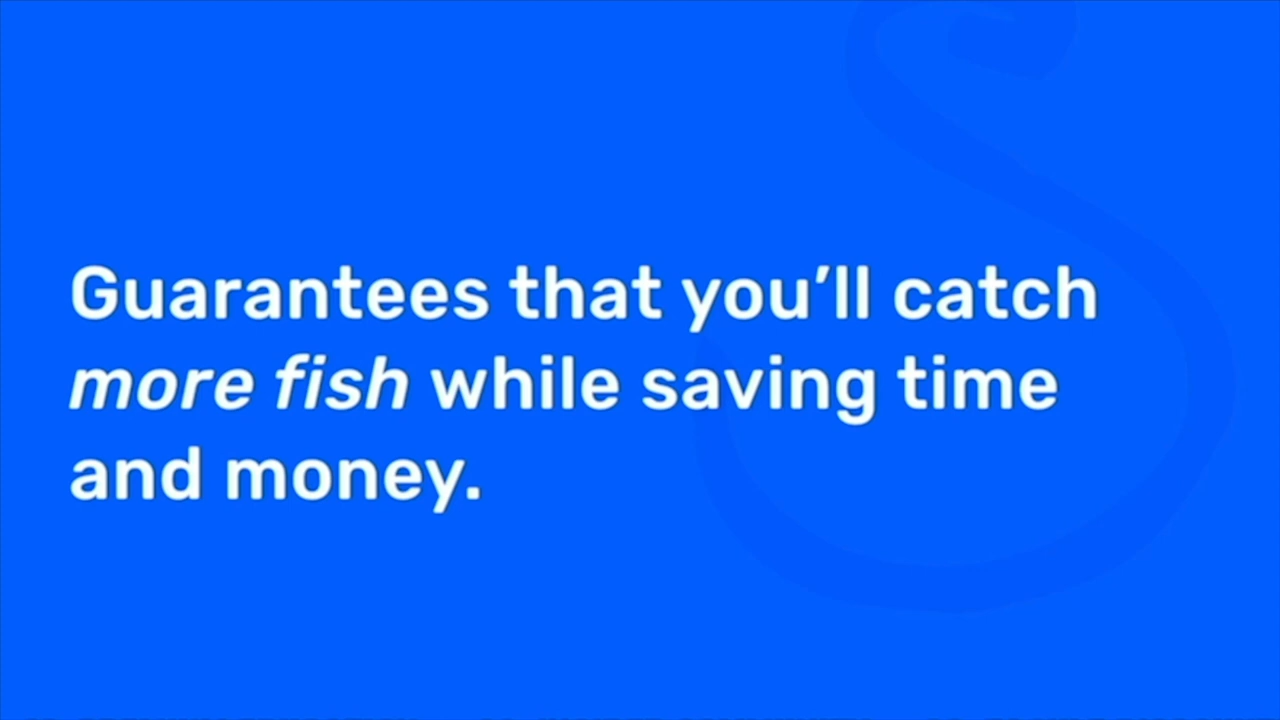 Guarantees that you’ll catch
more fish while saving time
and money.